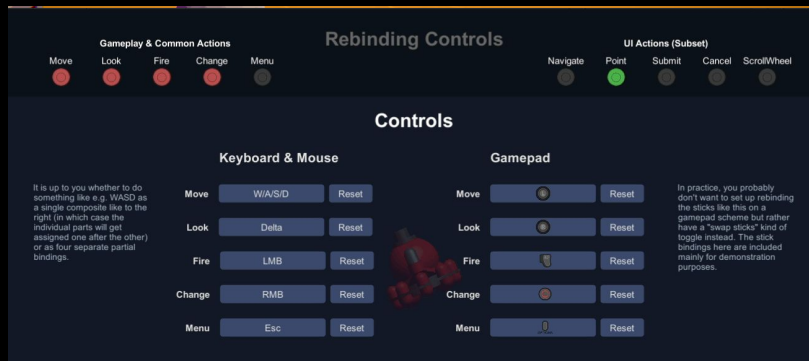 Rebinding Controls
Gameplay & Common Actions
Move Look Fire Change Menu
UI Actions (Subset)
Navigate Point Submit Cancel ScrollWheel
Controls
Keyboard & Mouse
Gamepad
It is up to you whether to do
something like e.g. WASD as
a single composite like to the
right (in which case the
individual parts will get
assigned one after the other)
or as four separate partial
bindings.
Move W/A/S/D Reset
Look Delta Reset
Fire LMB Reset
Change RMB Reset
Menu Esc Reset
Move Reset
Look Reset
Fire Reset
Change Reset
Menu Reset
In practice, you probably
don't want to set up rebinding
the sticks like this on a
gamepad scheme but rather
have a "swap sticks" kind of
toggle instead. The stick
bindings here are included
mainly for demonstration
purposes.